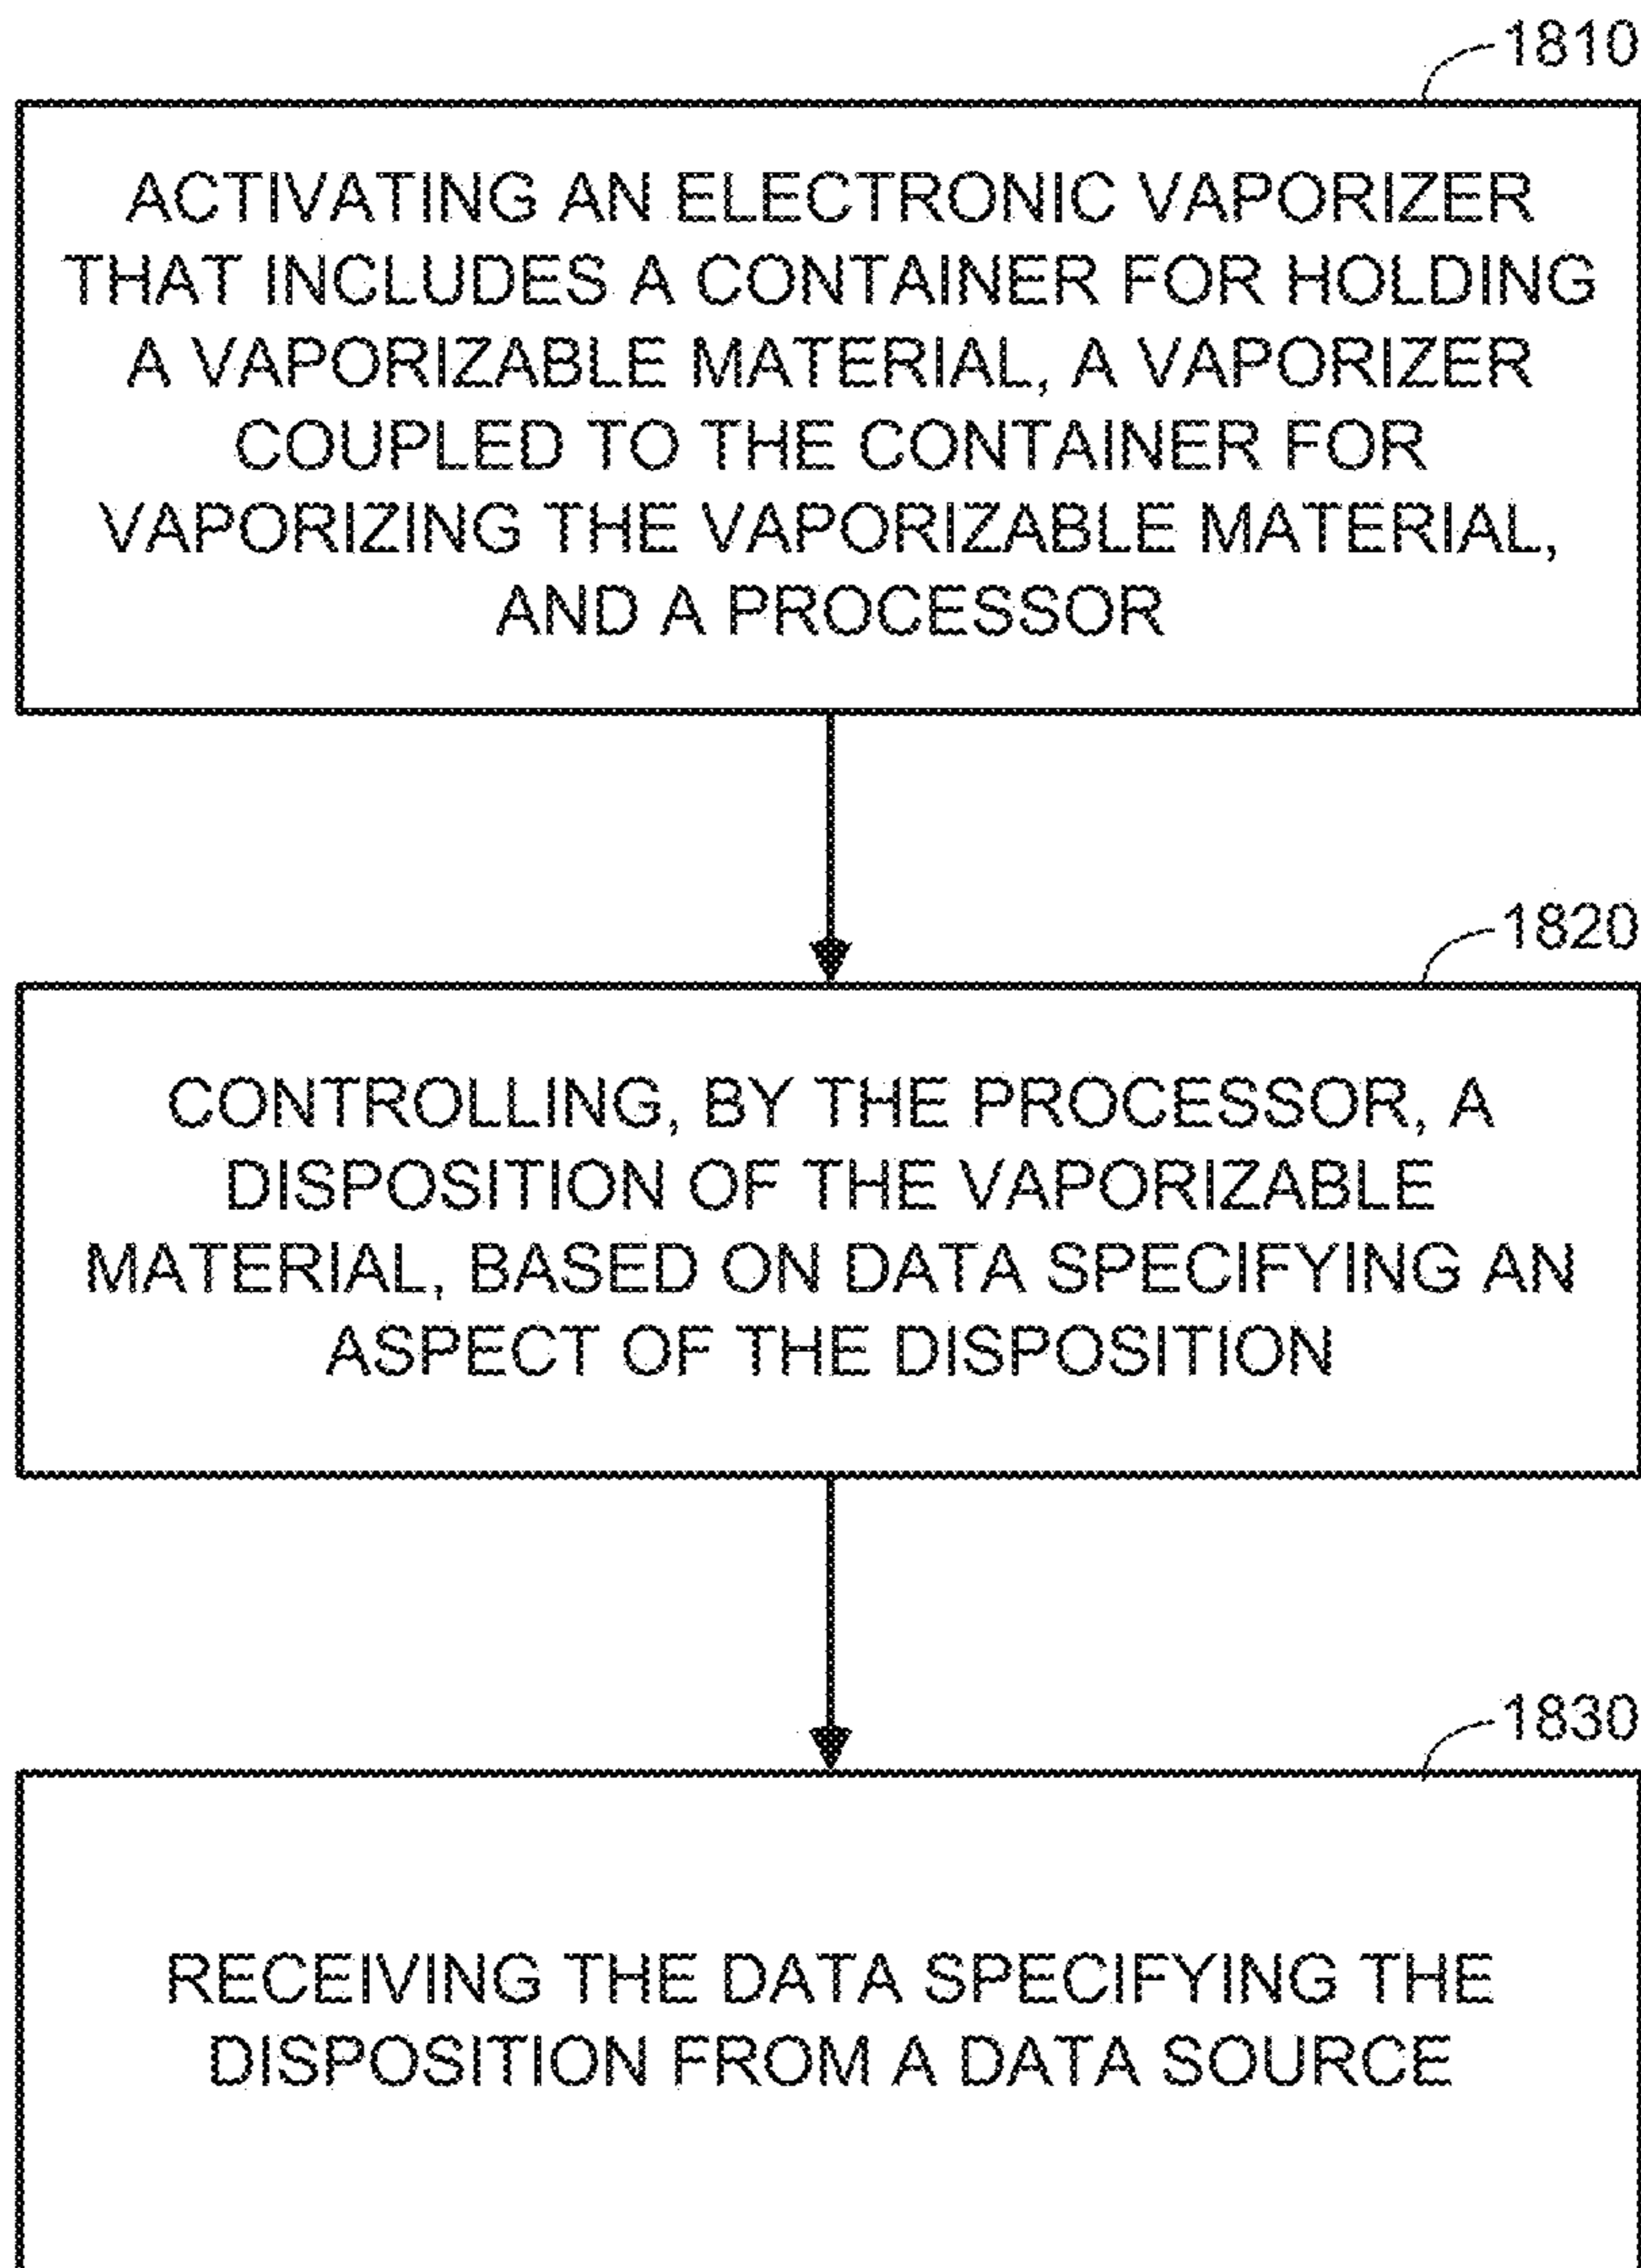 1810
ACTIVATING AN ELECTRONIC VAPORIZER
THAT INCLUDES A CONTAINER FOR HOLDING
A VAPORIZABLE MATERIAL, A VAPORIZER
COUPLED TO THE CONTAINER FOR
VAPORIZING THE VAPORIZABLE MATERIAL,
AND A PROCESSOR
1820
CONTROLLING, BY THE PROCESSOR, A
DISPOSITION OF THE VAPORIZABLE
MATERIAL, BASED ON DATA SPECIFYING AN
ASPECT OF THE DISPOSITION
1830
RECEIVING THE DATA SPECIFYING THE
DISPOSITION FROM A DATA SOURCE